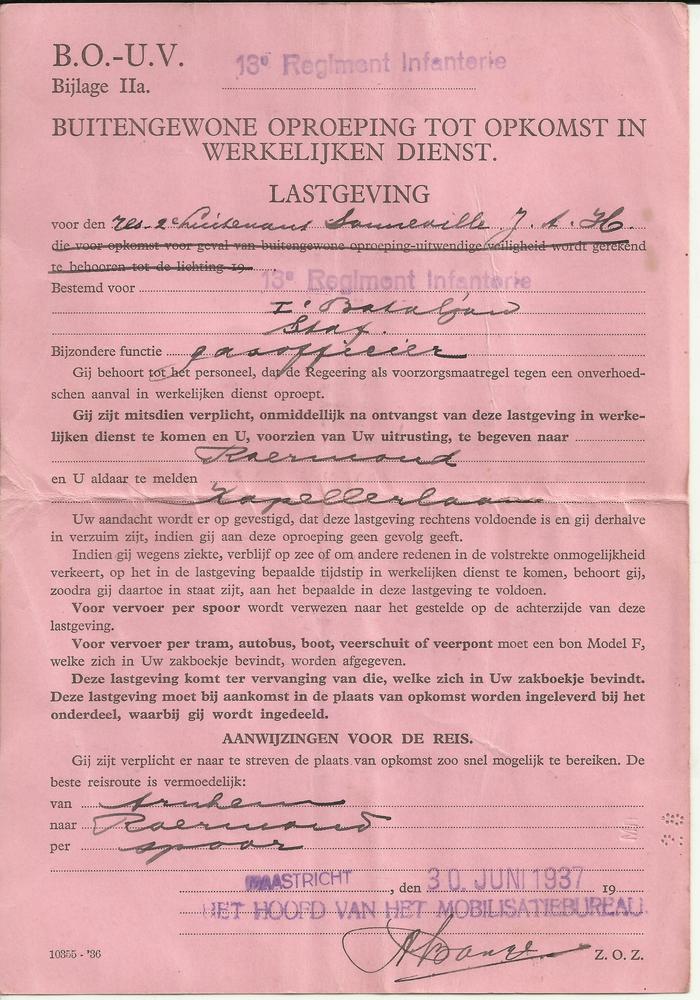 B.O.-U.V.
13e Regiment Infanterie
Bijlage IIa.
BUITENGEWONE OPROEPING TOT OPKOMST IN
WERKELIJKEN DIENST.
LASTGEVING
voor den res. 2e Luitenant Sonneville J. A. H.
die voor opkomst voor geval van buitengewone oproeping-uitwendige veiligheid wordt gerekend
te behooren tot de lichting 19
13e Regiment Infanterie
Bestemd voor
Ie Bataljon
Staf.
Bijzondere functie gasofficier
Gij behoort tot het personeel, dat de Regeering als voorzorgsmaatregel tegen een onverhoed-
schen aanval in werkelijken dienst oproept.
Gij zijt mitsdien verplicht, onmiddellijk na ontvangst van deze lastgeving in werke-
lijken dienst te komen en U, voorzien van Uw uitrusting, te begeven naar
Roermond
en U aldaar te melden
Kapellerlaan
Uw aandacht wordt er op gevestigd, dat deze lastgeving rechtens voldoende is en gij derhalve
in verzuim zijt, indien gij aan deze oproeping geen gevolg geeft.
Indien gij wegens ziekte, verblijf op zee of om andere redenen in de volstrekte onmogelijkheid
verkeert, op het in de lastgeving bepaalde tijdstip in werkelijken dienst te komen, behoort gij,
zoodra gij daartoe in staat zijt, aan het bepaalde in deze lastgeving te voldoen.
Voor vervoer per spoor wordt verwezen naar het gestelde op de achterzijde van deze
lastgeving.
Voor vervoer per tram, autobus, boot, veerschuit of veerpont moet een bon Model F,
welke zich in Uw zakboekje bevindt, worden afgegeven.
Deze lastgeving komt ter vervanging van die, welke zich in Uw zakboekje bevindt.
Deze lastgeving moet bij aankomst in de plaats van opkomst worden ingeleverd bij het
onderdeel, waarbij gij wordt ingedeeld.
AANWIJZINGEN VOOR DE REIS.
Gij zijt verplicht er naar te streven de plaats van opkomst zoo snel mogelijk te bereiken. De
beste reisroute is vermoedelijk:
van Arnhem
naar Roermond
per spoor
MAASTRICHT, den 30 JUNI 1937 19
HET HOOFD VAN HET MOBILISATIEBUREAU.
10355 - '36
Z. O. Z.